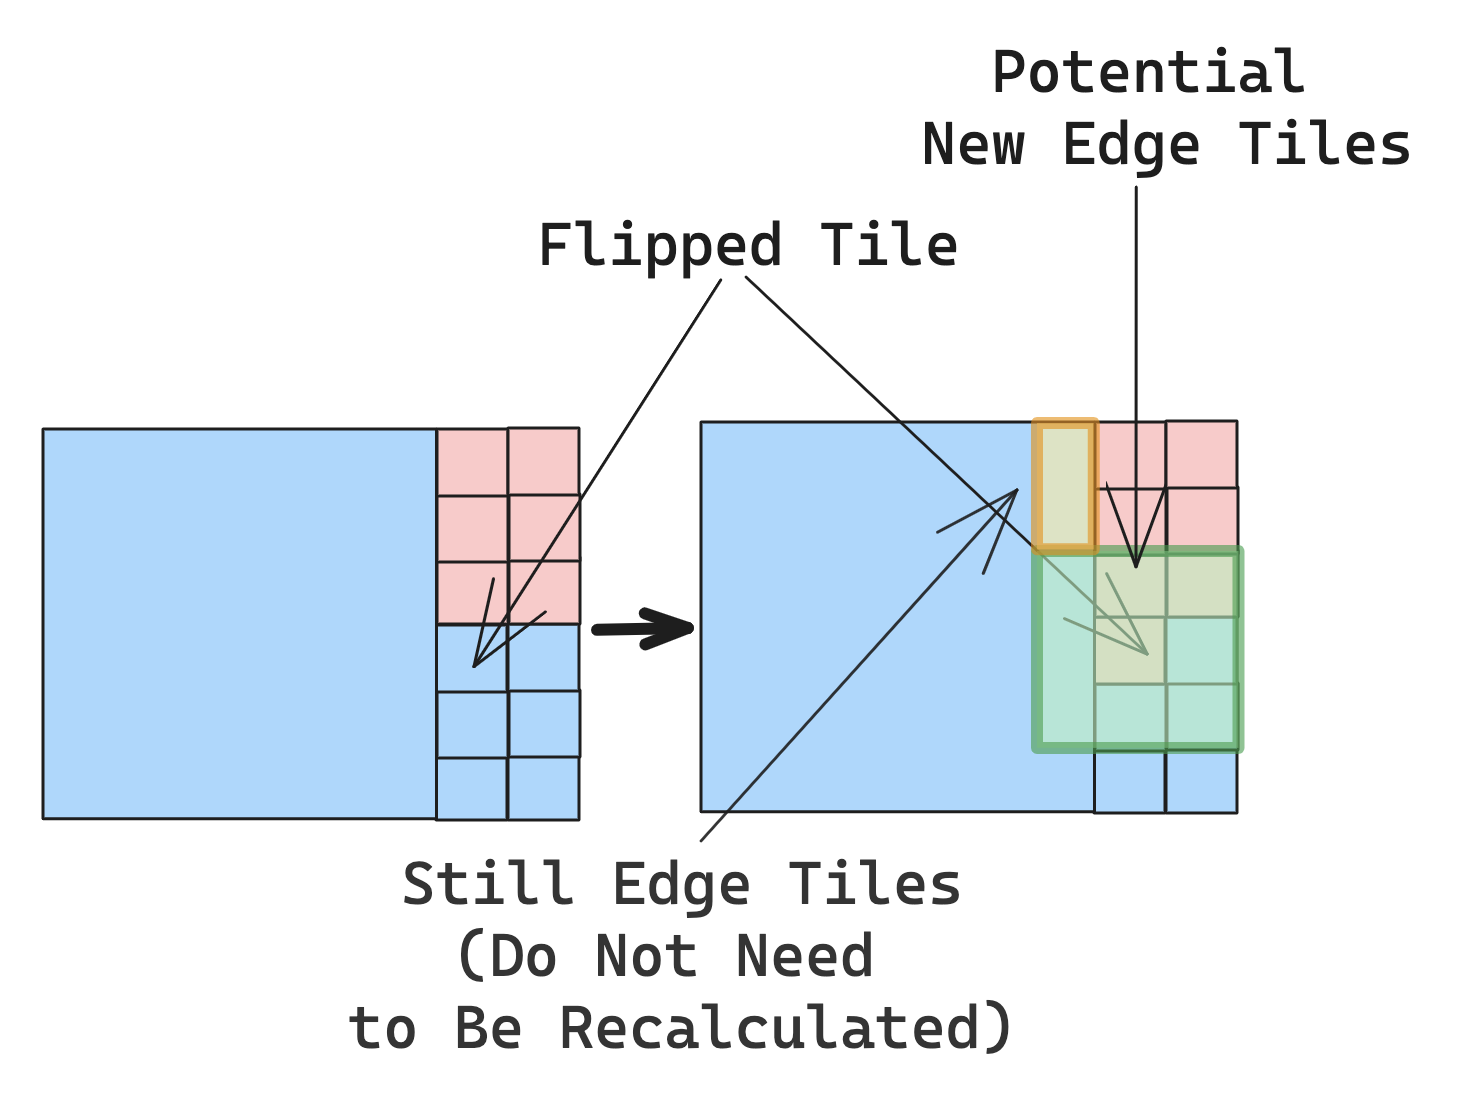 Potential
New Edge Tiles
Flipped Tile
Still Edge Tiles
(Do Not Need
to Be Recalculated)